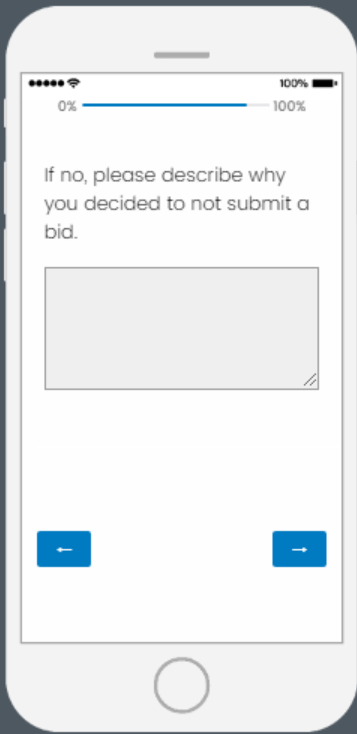 100%
0% 100%
If no, please describe why
you decided to not submit a
bid.